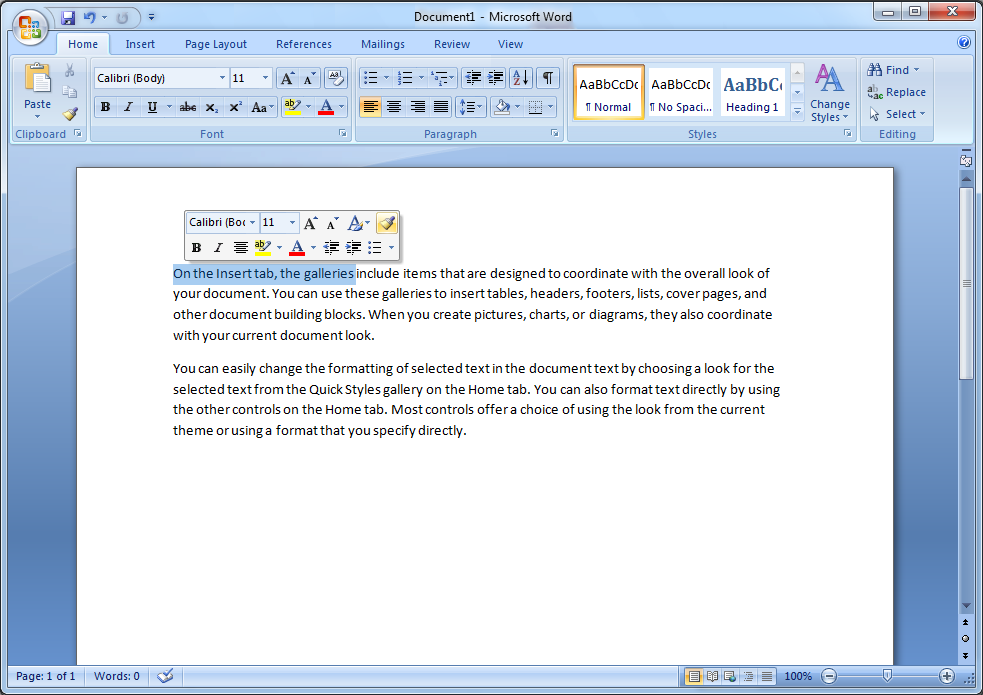 Document1 - Microsoft Word
Home Insert Page Layout References Mailings Review View
Calibri (Body) 11
AaBbCcDc AaBbCcDc AaBbC
Find
Replace
Select
Paste
B I U abe X₂ X² Aa ab A
¶ Normal ¶ No Spaci... Heading 1
Change
Styles
Clipboard Font Paragraph Styles Editing
Calibri (Boc 11 A A A
B I ab A
On the Insert tab, the galleries include items that are designed to coordinate with the overall look of
your document. You can use these galleries to insert tables, headers, footers, lists, cover pages, and
other document building blocks. When you create pictures, charts, or diagrams, they also coordinate
with your current document look.
You can easily change the formatting of selected text in the document text by choosing a look for the
selected text from the Quick Styles gallery on the Home tab. You can also format text directly by using
the other controls on the Home tab. Most controls offer a choice of using the look from the current
theme or using a format that you specify directly.
Page: 1 of 1 Words: 0 100%